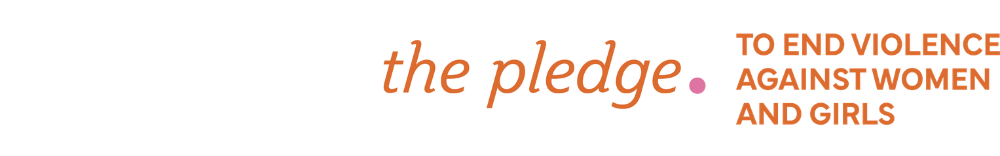 the pledge.
TO END VIOLENCE
AGAINST WOMEN
AND GIRLS